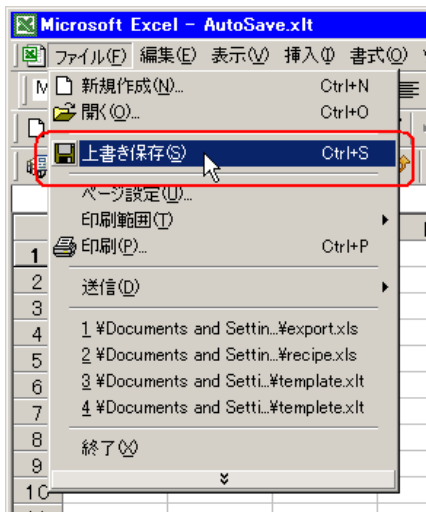 Microsoft Excel - AutoSave.xlt
ファイル(F) 編集(E) 表示(V) 挿入(I) 書式(O)
新規作成(N)... Ctrl+N
開く(O)... Ctrl+O
上書き保存(S) Ctrl+S
ページ設定(U)...
印刷範囲(T)
印刷(P)... Ctrl+P
送信(D)
1 ¥Documents and Settin...¥export.xls
2 ¥Documents and Settin...¥recipe.xls
3 ¥Documents and Setti...¥template.xlt
4 ¥Documents and Setti...¥templete.xlt
終了(X)
1
2
3
4
5
6
7
8
9
10